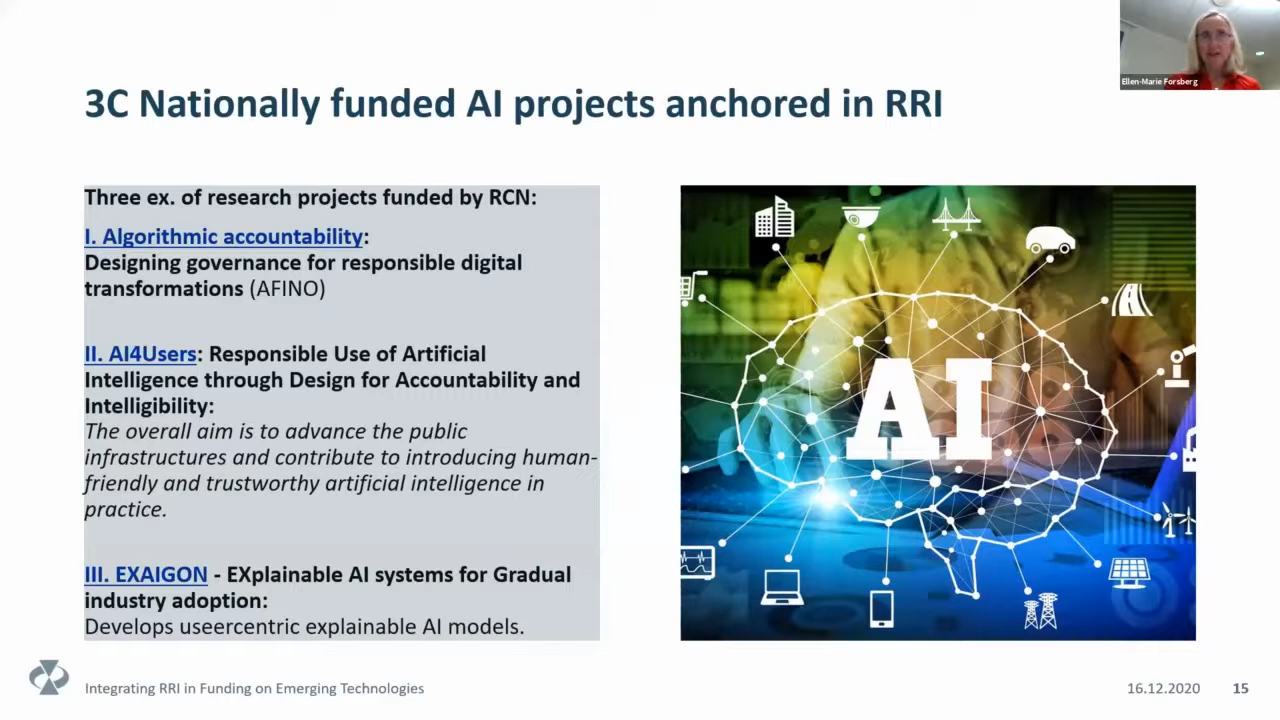 Ellen-Marie Forsberg
3C Nationally funded AI projects anchored in RRI
Three ex. of research projects funded by RCN:
I. Algorithmic accountability:
Designing governance for responsible digital
transformations (AFINO)
II. AI4Users: Responsible Use of Artificial
Intelligence through Design for Accountability and
Intelligibility:
The overall aim is to advance the public
infrastructures and contribute to introducing human-
friendly and trustworthy artificial intelligence in
practice.
III. EXAIGON - EXplainable AI systems for Gradual
industry adoption:
Develops useercentric explainable AI models.
AI
Integrating RRI in Funding on Emerging Technologies
16.12.2020 15